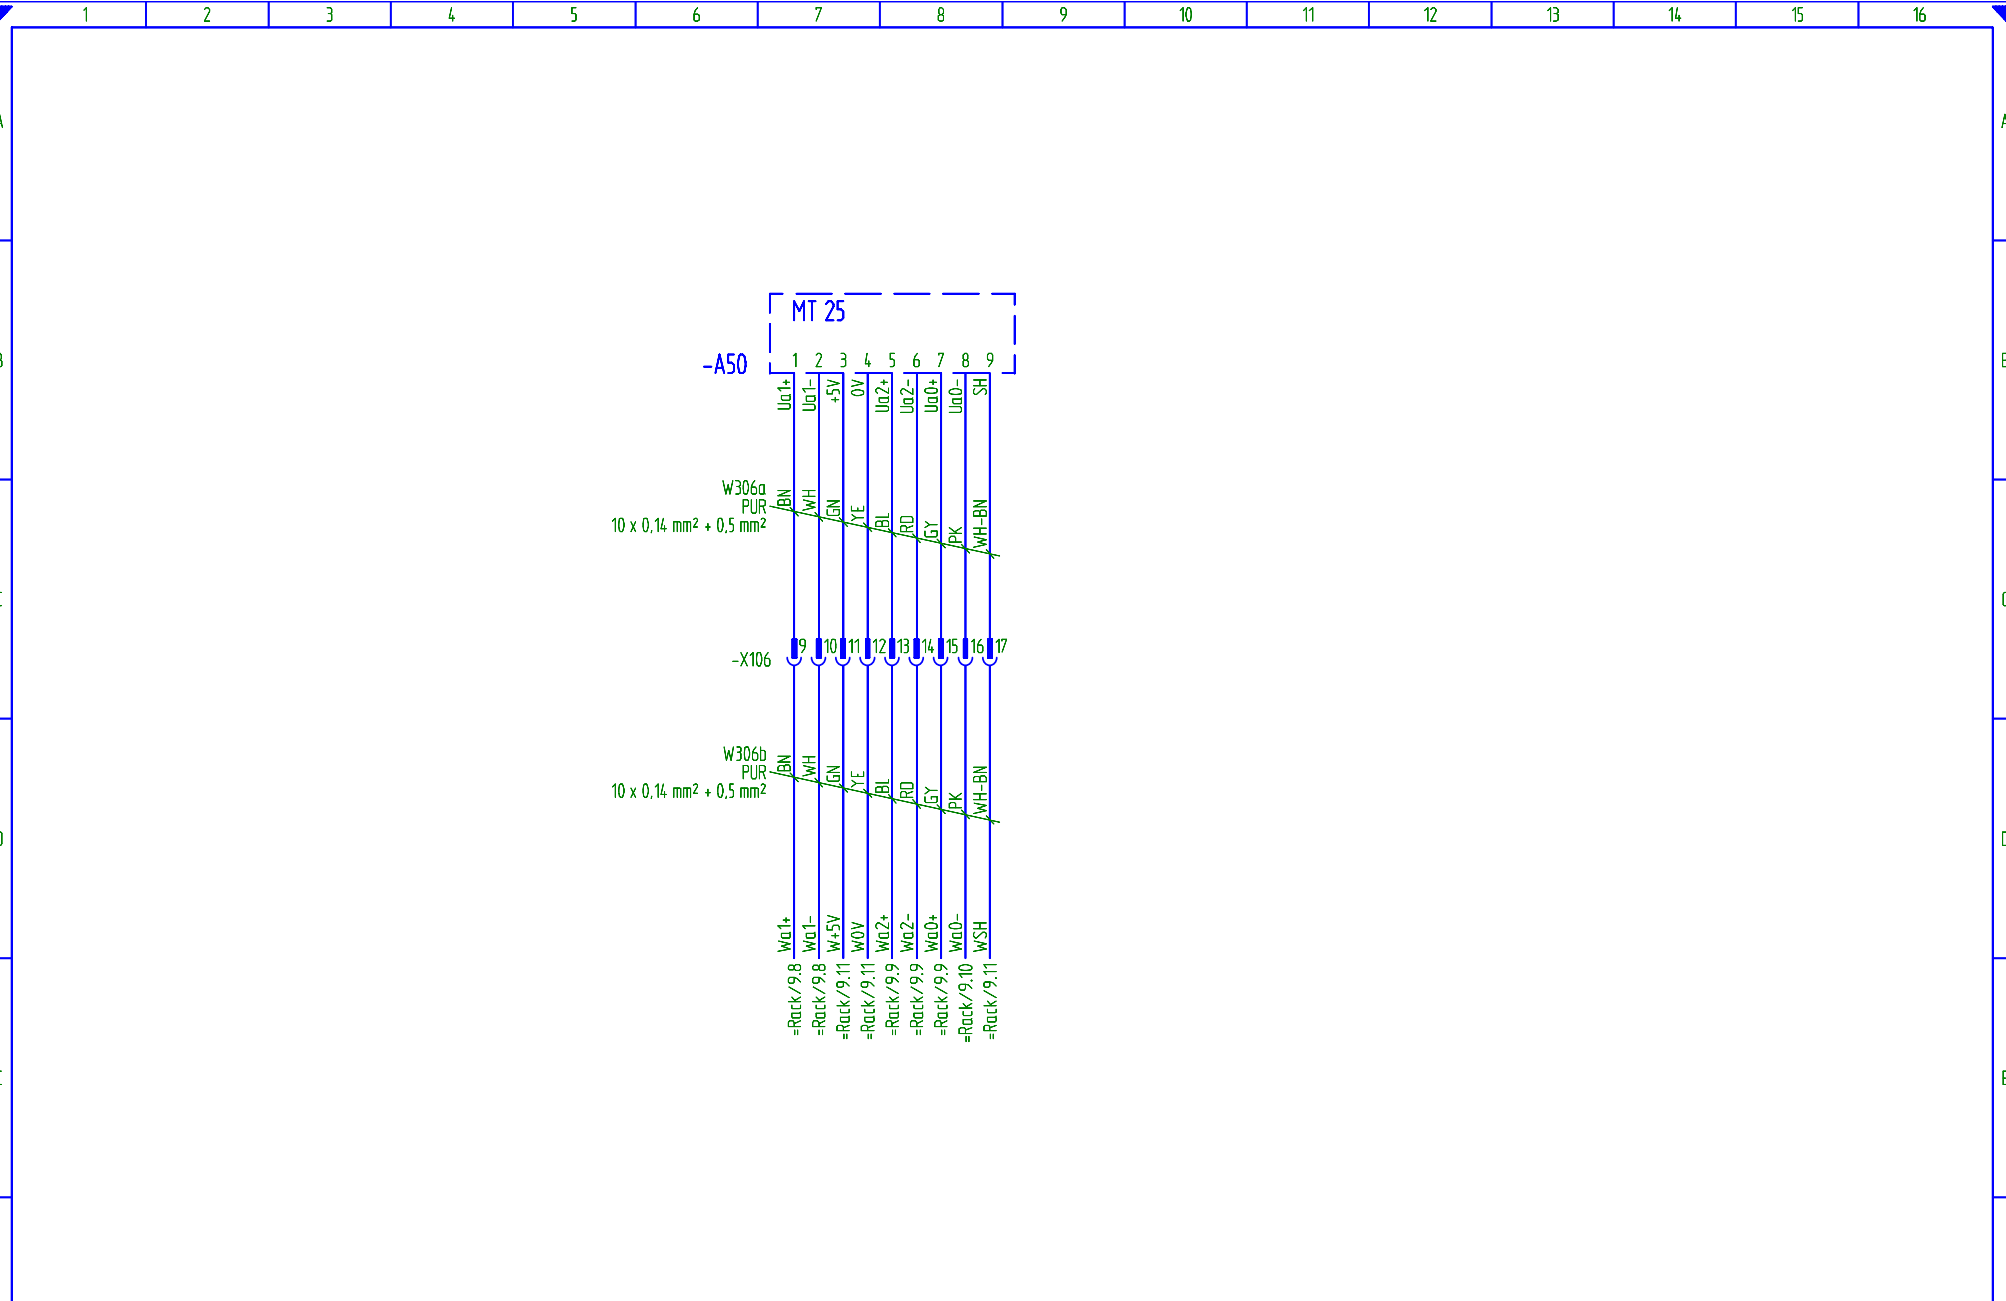 1 2 3 4 5 6 7 8 9 10 11 12 13 14 15 16
A A
MT 25
-A50 1 2 3 4 5 6 7 8 9
B
Ua1+ Ua1- +5V 0V Ua2+ Ua2- Ua0+ Ua0- SH
W306a
PUR
10 x 0,14 mm² + 0,5 mm²
BN WH GN YE BL RD GY PK WH-BN
-X106 9 10 11 12 13 14 15 16 17
W306b
PUR
10 x 0,14 mm² + 0,5 mm²
BN WH GN YE BL RD GY PK WH-BN
D
Wa1+ Wa1- W+5V W0V Wa2+ Wa2- Wa0+ Wa0- WSH
=Rack/9.8 =Rack/9.8 =Rack/9.11 =Rack/9.11 =Rack/9.9 =Rack/9.9 =Rack/9.9 =Rack/9.10 =Rack/9.11
E